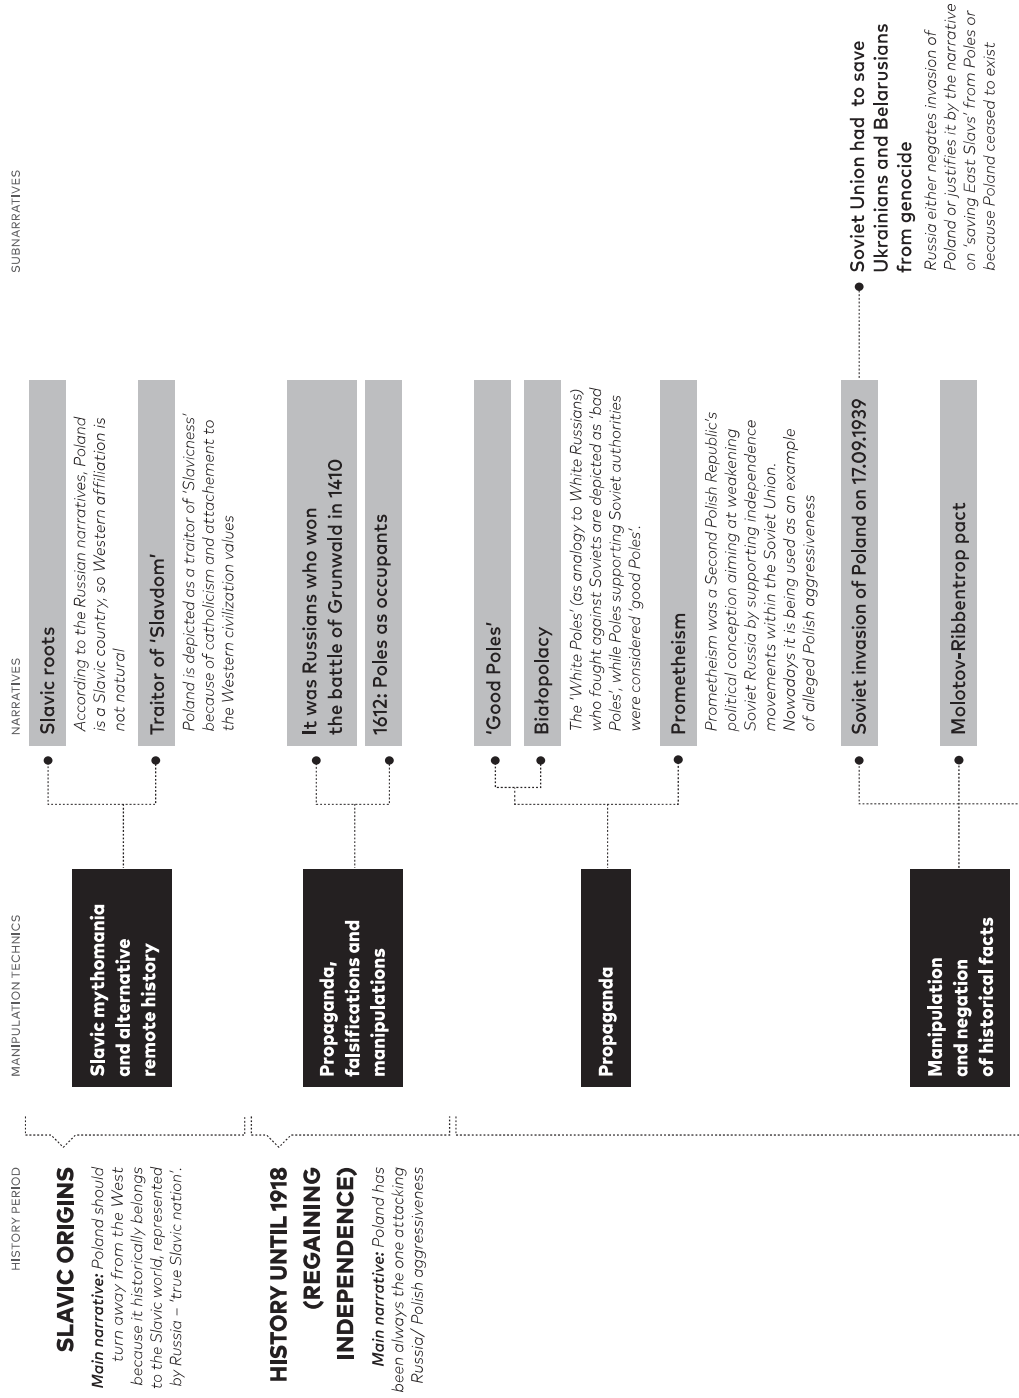 HISTORY PERIOD
MANIPULATION TECHNICS
NARRATIVES
SUBNARRATIVES
SLAVIC ORIGINS
Main narrative: Poland should
turn away from the West
because it historically belongs
to the Slavic world, represented
by Russia – ‘true Slavic nation’.
Slavic mythomania
and alternative
remote history
Slavic roots
According to the Russian narratives, Poland
is a Slavic country, so Western affiliation is
not natural
Traitor of ‘Slavdom’
Poland is depicted as a traitor of ‘Slavicness’
because of catholicism and attachement to
the Western civilization values
HISTORY UNTIL 1918
(REGAINING
INDEPENDENCE)
Main narrative: Poland has
been always the one attacking
Russia/ Polish aggressiveness
Propaganda,
falsifications and
manipulations
It was Russians who won
the battle of Grunwald in 1410
1612: Poles as occupants
Propaganda
‘Good Poles’
Białopolacy
The ‘White Poles’ (as analogy to White Russians)
who fought against Soviets are depicted as ‘bad
Poles’, while Poles supporting Soviet authorities
were considered ‘good Poles’.
Prometheism
Prometheism was a Second Polish Republic’s
political conception aiming at weakening
Soviet Russia by supporting independence
movements within the Soviet Union.
Nowadays it is being used as an example
of alleged Polish aggressiveness
Manipulation
and negation
of historical facts
Soviet invasion of Poland on 17.09.1939
Soviet Union had to save
Ukrainians and Belarusians
from genocide
Russia either negates invasion of
Poland or justifies it by the narrative
on ‘saving East Slavs’ from Poles or
because Poland ceased to exist
Molotov-Ribbentrop pact